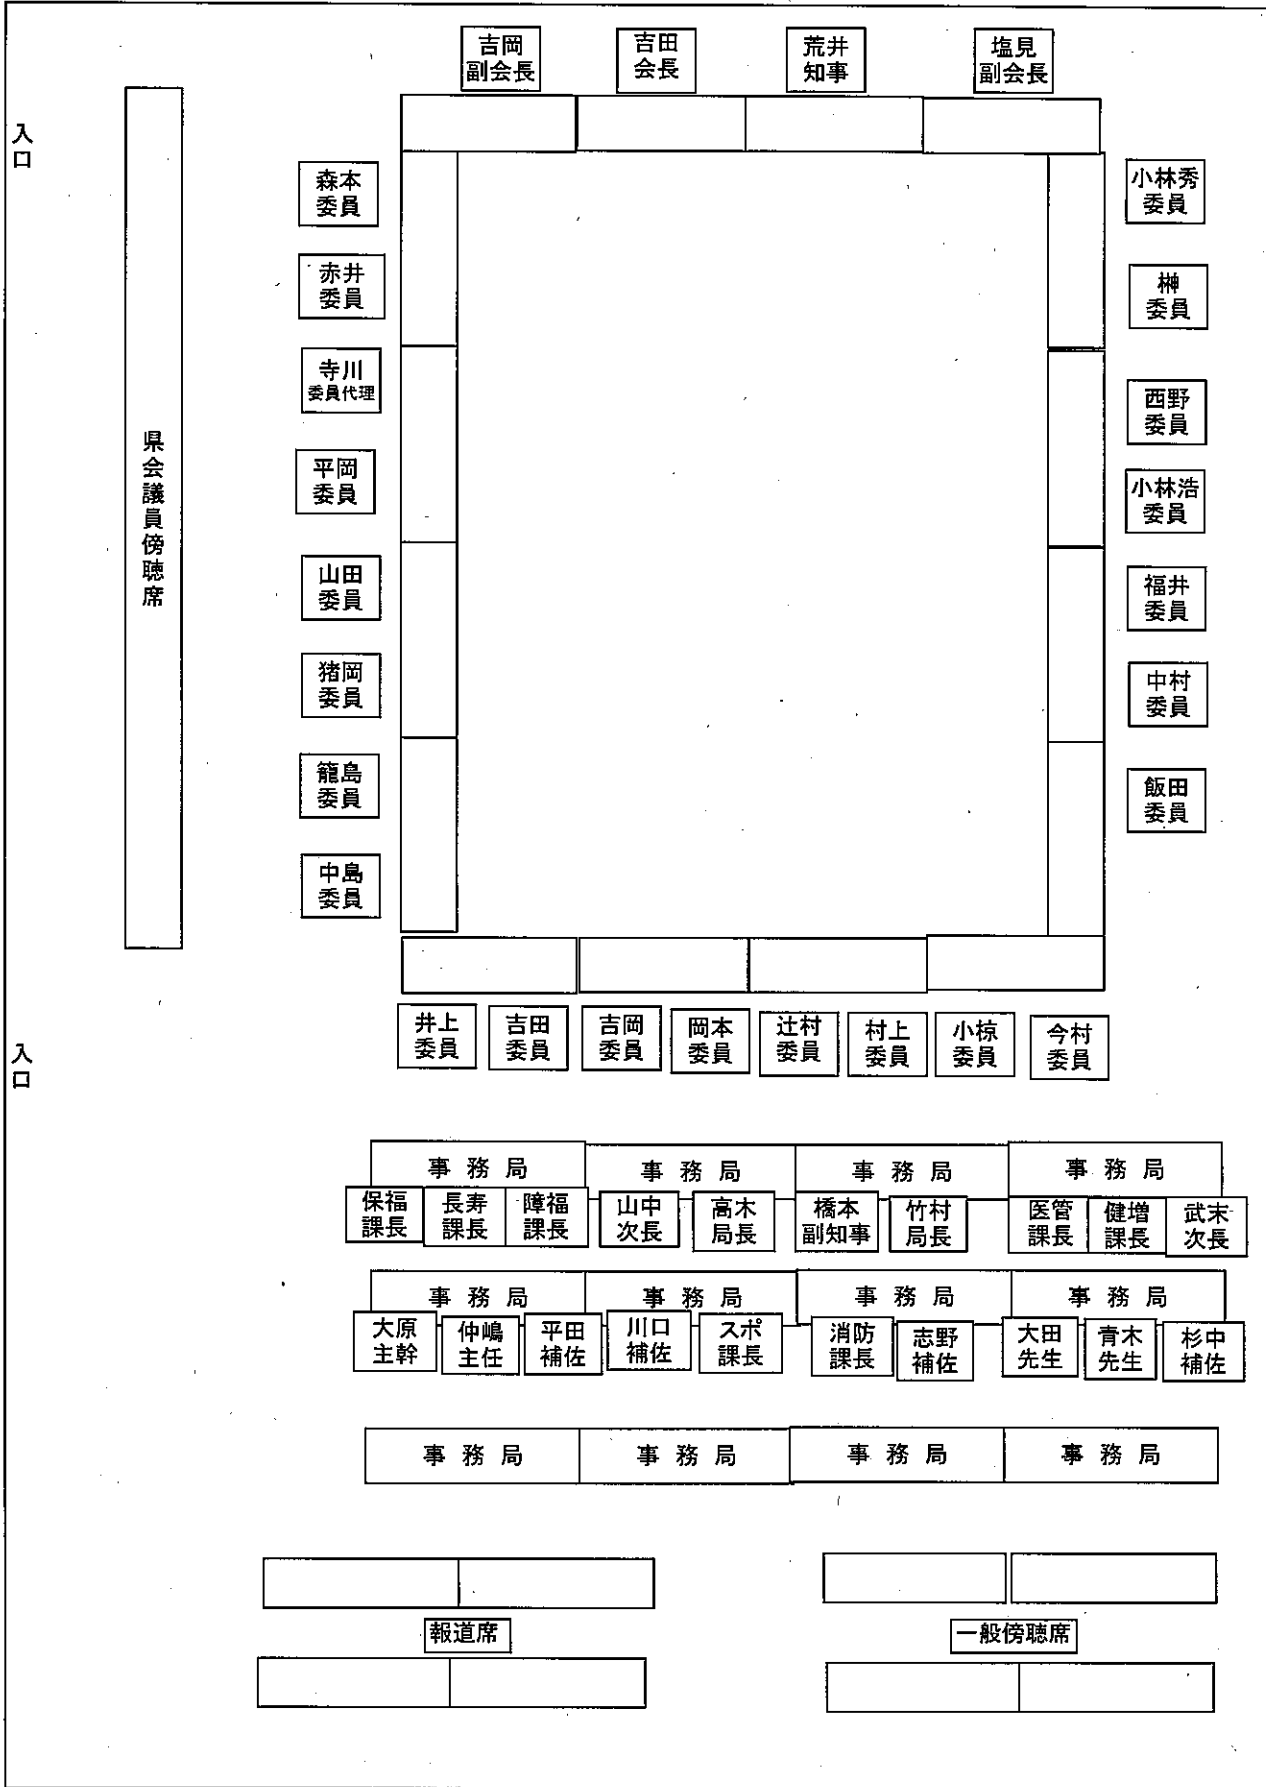 吉岡
副会長
吉田
会長
荒井
知事
塩見
副会長
入口
県会議員傍聴席
森本
委員
赤井
委員
寺川
委員代理
平岡
委員
山田
委員
猪岡
委員
籠島
委員
中島
委員
小林秀
委員
榊
委員
西野
委員
小林浩
委員
福井
委員
中村
委員
飯田
委員
井上
委員
吉田
委員
吉岡
委員
岡本
委員
辻村
委員
村上
委員
小椋
委員
今村
委員
入口
事務局
事務局
事務局
事務局
保福
課長
長寿
課長
障福
課長
山中
次長
高木
局長
橋本
副知事
竹村
局長
医管
課長
健増
課長
武末
次長
事務局
事務局
事務局
事務局
大原
主幹
仲嶋
主任
平田
補佐
川口
補佐
スポ
課長
消防
課長
志野
補佐
大田
先生
青木
先生
杉中
補佐
事務局
事務局
事務局
事務局
報道席
一般傍聴席